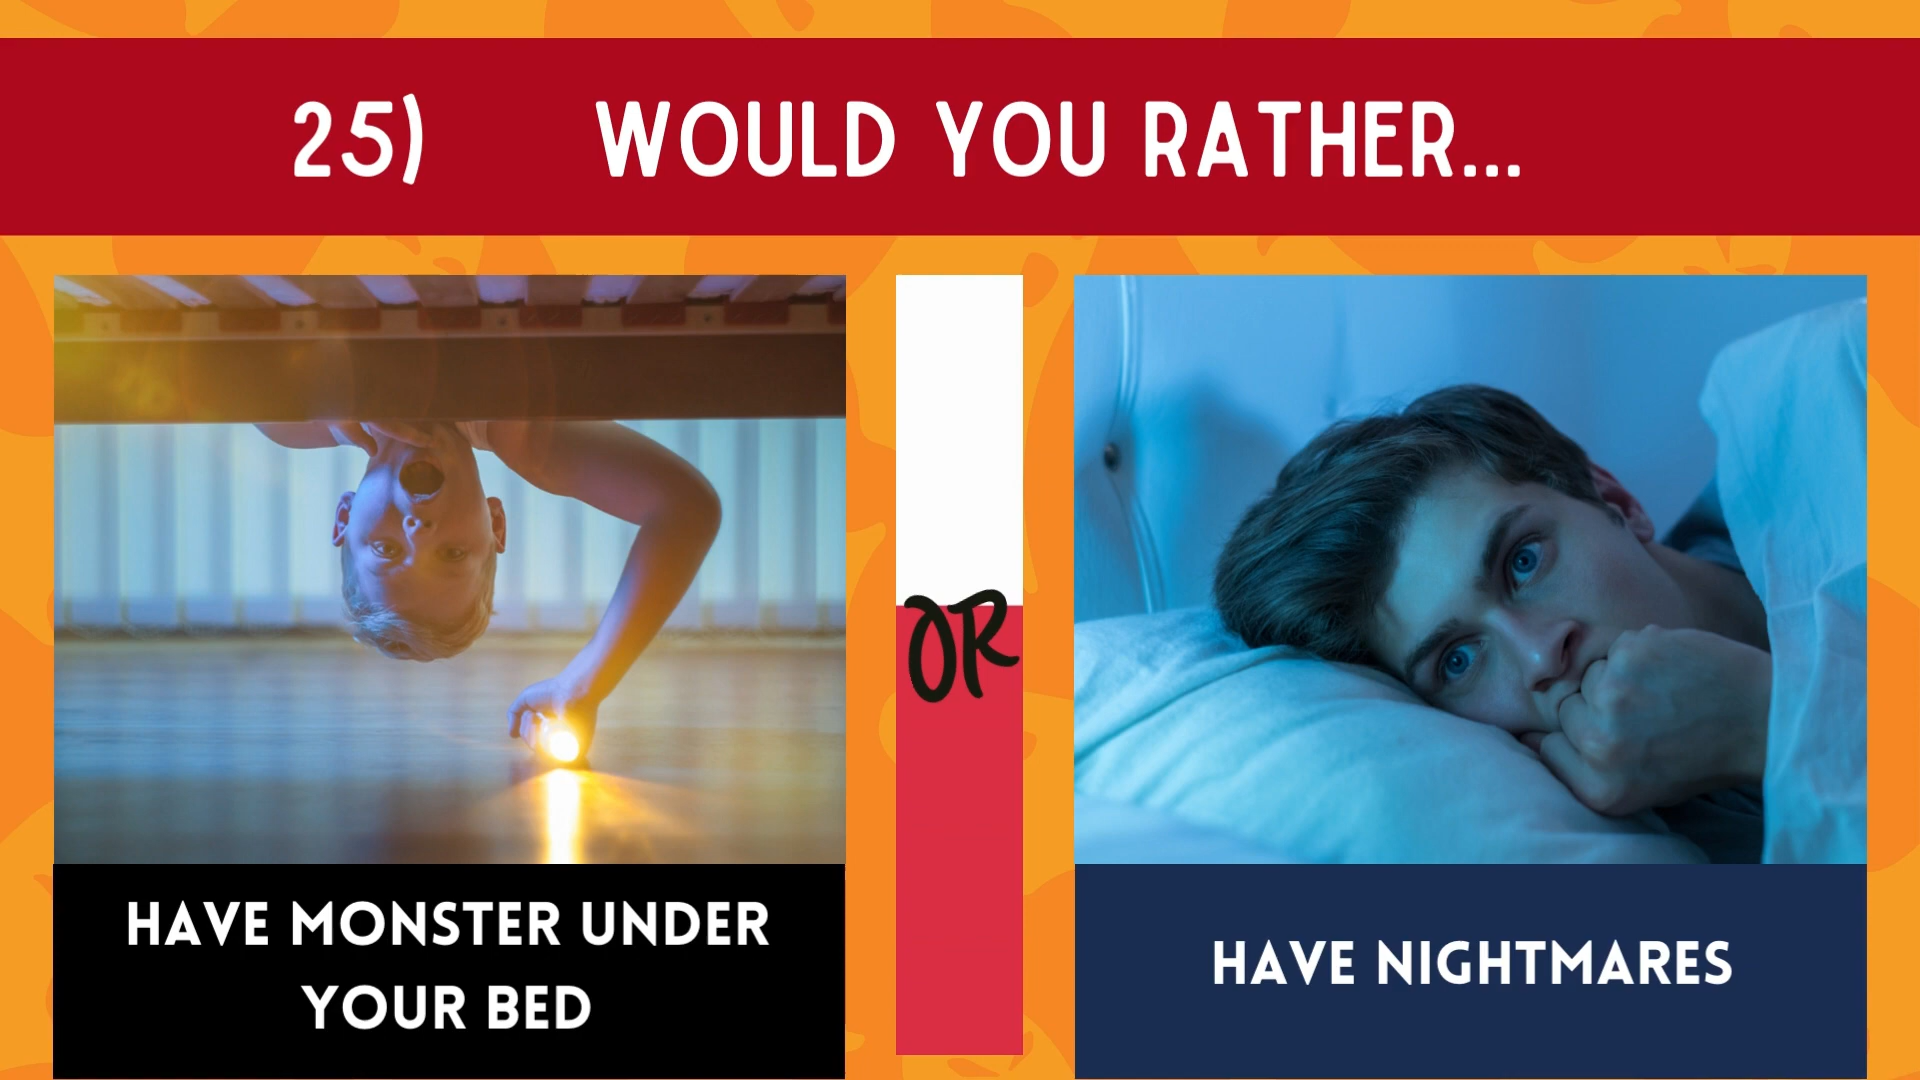 25) WOULD YOU RATHER...
OR
HAVE MONSTER UNDER
YOUR BED
HAVE NIGHTMARES